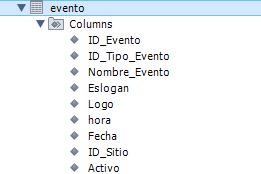 evento
Columns
ID_Evento
ID_Tipo_Evento
Nombre_Evento
Eslogan
Logo
hora
Fecha
ID_Sitio
Activo